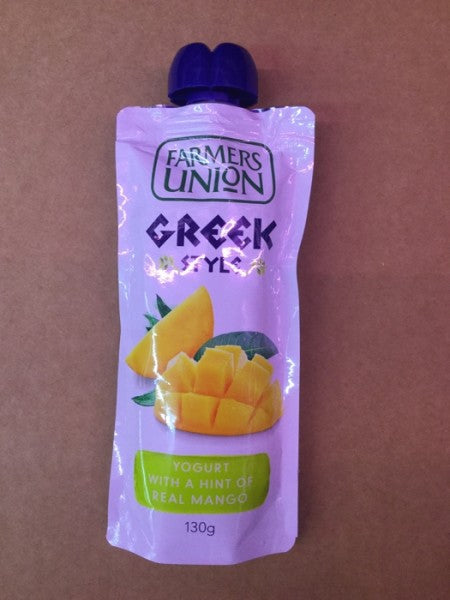 FARMERS
UNION
GREEK
STYLE
YOGURT
WITH A HINT OF
REAL MANGO
130g